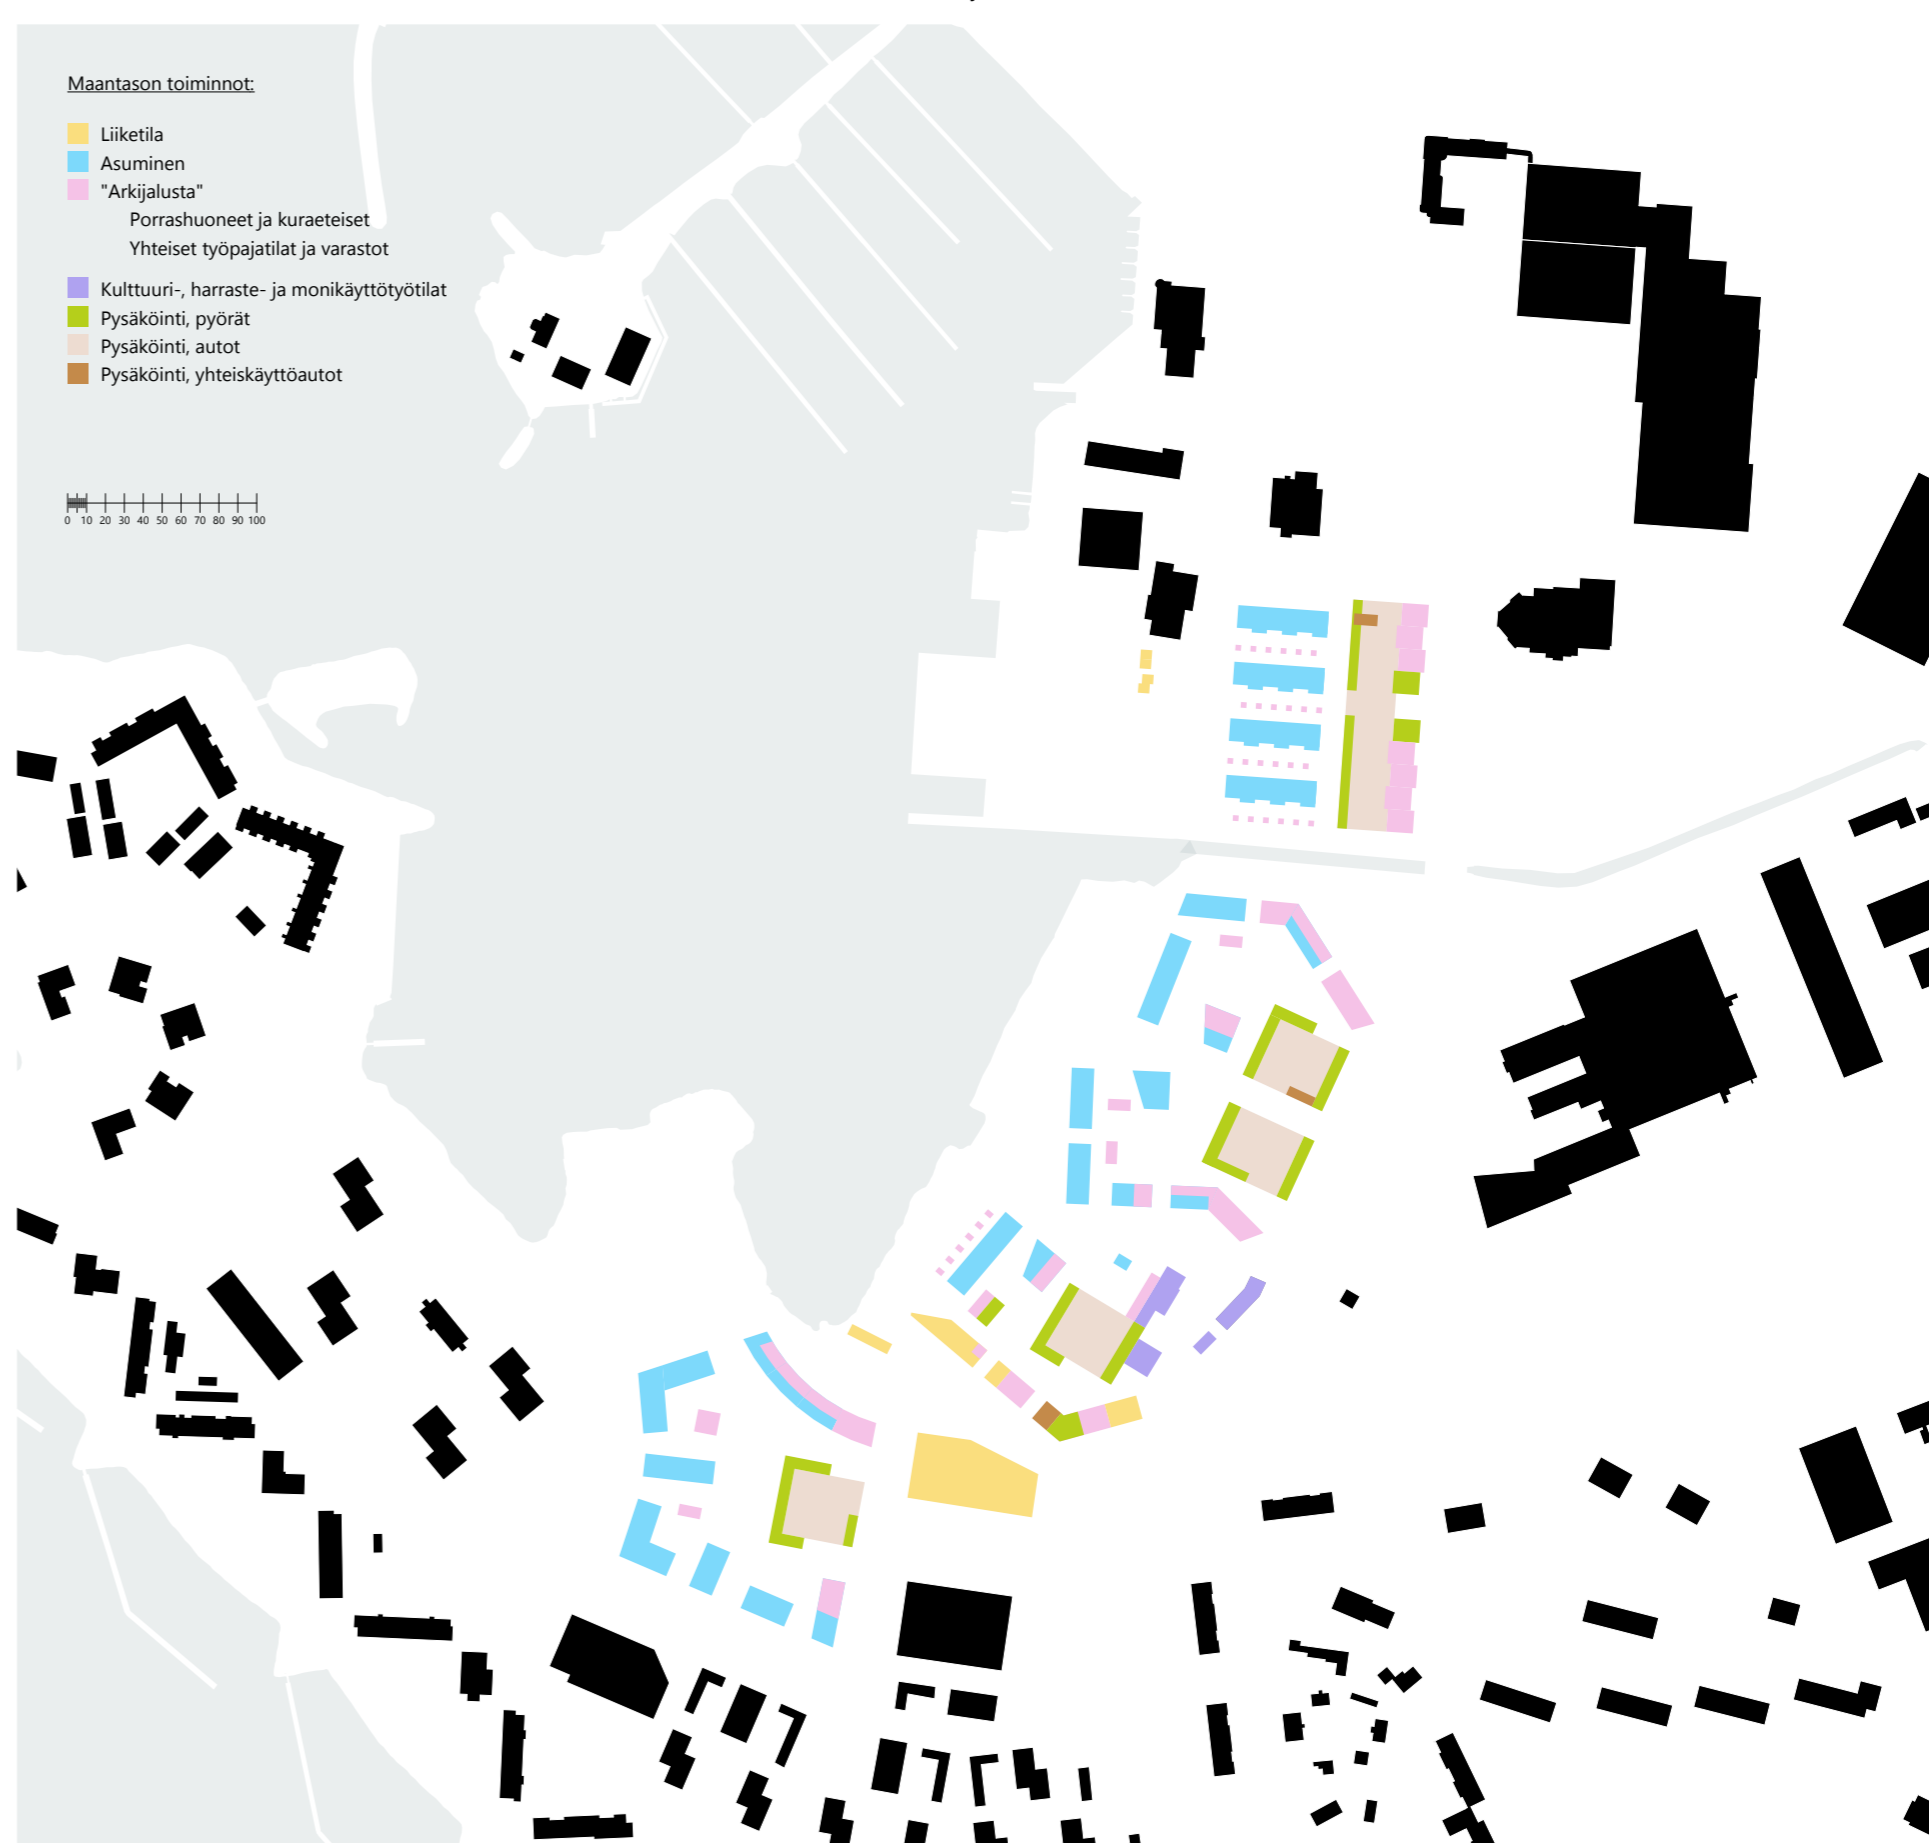 Maantason toiminnot:
Liiketila
Asuminen
"Arkijalusta"
Porrashuoneet ja kuraeteiset
Yhteiset työpajatilat ja varastot
Kulttuuri-, harraste- ja monikäyttötyötilat
Pysäköinti, pyörät
Pysäköinti, autot
Pysäköinti, yhteiskäyttöautot
0 10 20 30 40 50 60 70 80 90 100